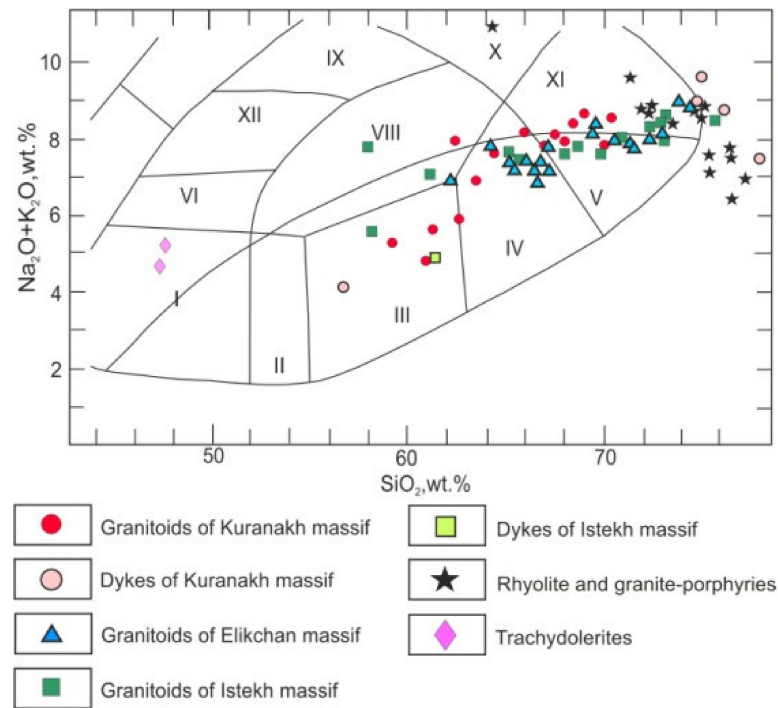 Na₂O+K₂O,wt.%
10
8
6
4
2
IX
X
XI
XII
VIII
VI
V
IV
I
III
II
50
60
70
SiO₂,wt.%
Granitoids of Kuranakh massif
Dykes of Istekh massif
Dykes of Kuranakh massif
Rhyolite and granite-porphyries
Granitoids of Elikchan massif
Trachydolerites
Granitoids of Istekh massif